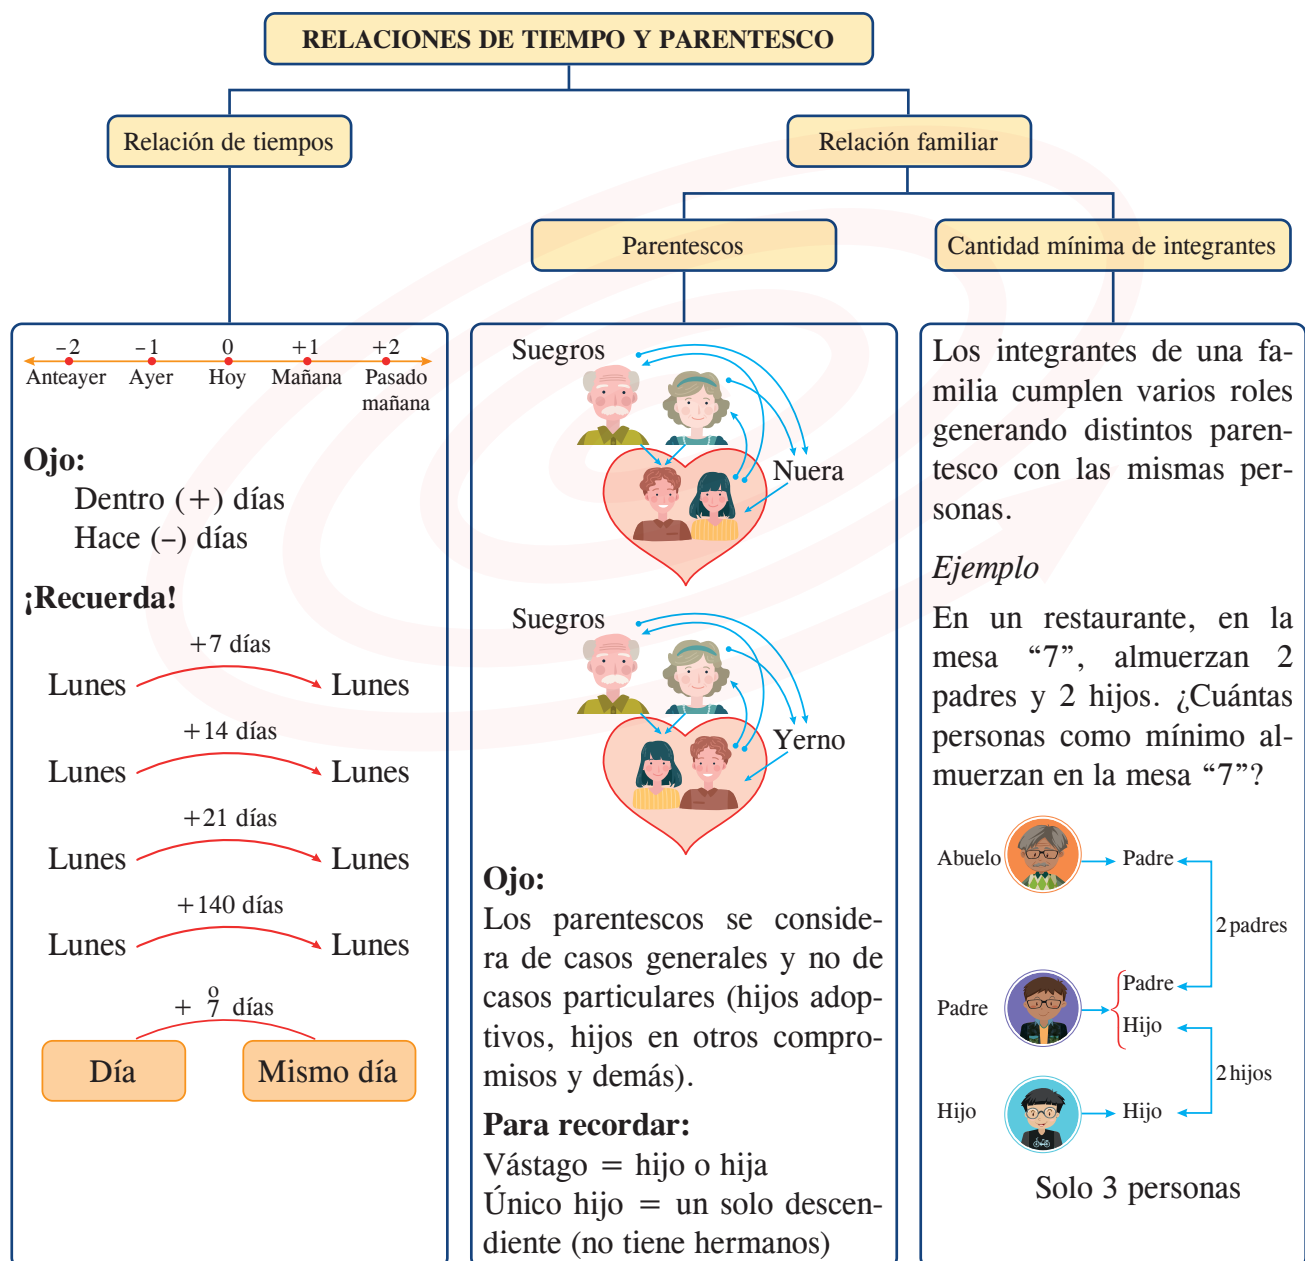 RELACIONES DE TIEMPO Y PARENTESCO
Relación de tiempos
Relación familiar
Parentescos
Cantidad mínima de integrantes
–2 –1 0 +1 +2
Anteayer Ayer Hoy Mañana Pasado
mañana
Ojo:
Dentro (+) días
Hace (–) días
¡Recuerda!
+7 días
Lunes Lunes
+14 días
Lunes Lunes
+21 días
Lunes Lunes
+140 días
Lunes Lunes
+ 7̊ días
Día Mismo día
Suegros
Nuera
Suegros
Yerno
Ojo:
Los parentescos se conside-
ra de casos generales y no de
casos particulares (hijos adop-
tivos, hijos en otros compro-
misos y demás).
Para recordar:
Vástago = hijo o hija
Único hijo = un solo descen-
diente (no tiene hermanos)
Los integrantes de una fa-
milia cumplen varios roles
generando distintos paren-
tesco con las mismas per-
sonas.
Ejemplo
En un restaurante, en la
mesa “7”, almuerzan 2
padres y 2 hijos. ¿Cuántas
personas como mínimo al-
muerzan en la mesa “7”?
Abuelo Padre
2 padres
Padre Padre
Hijo
2 hijos
Hijo Hijo
Solo 3 personas